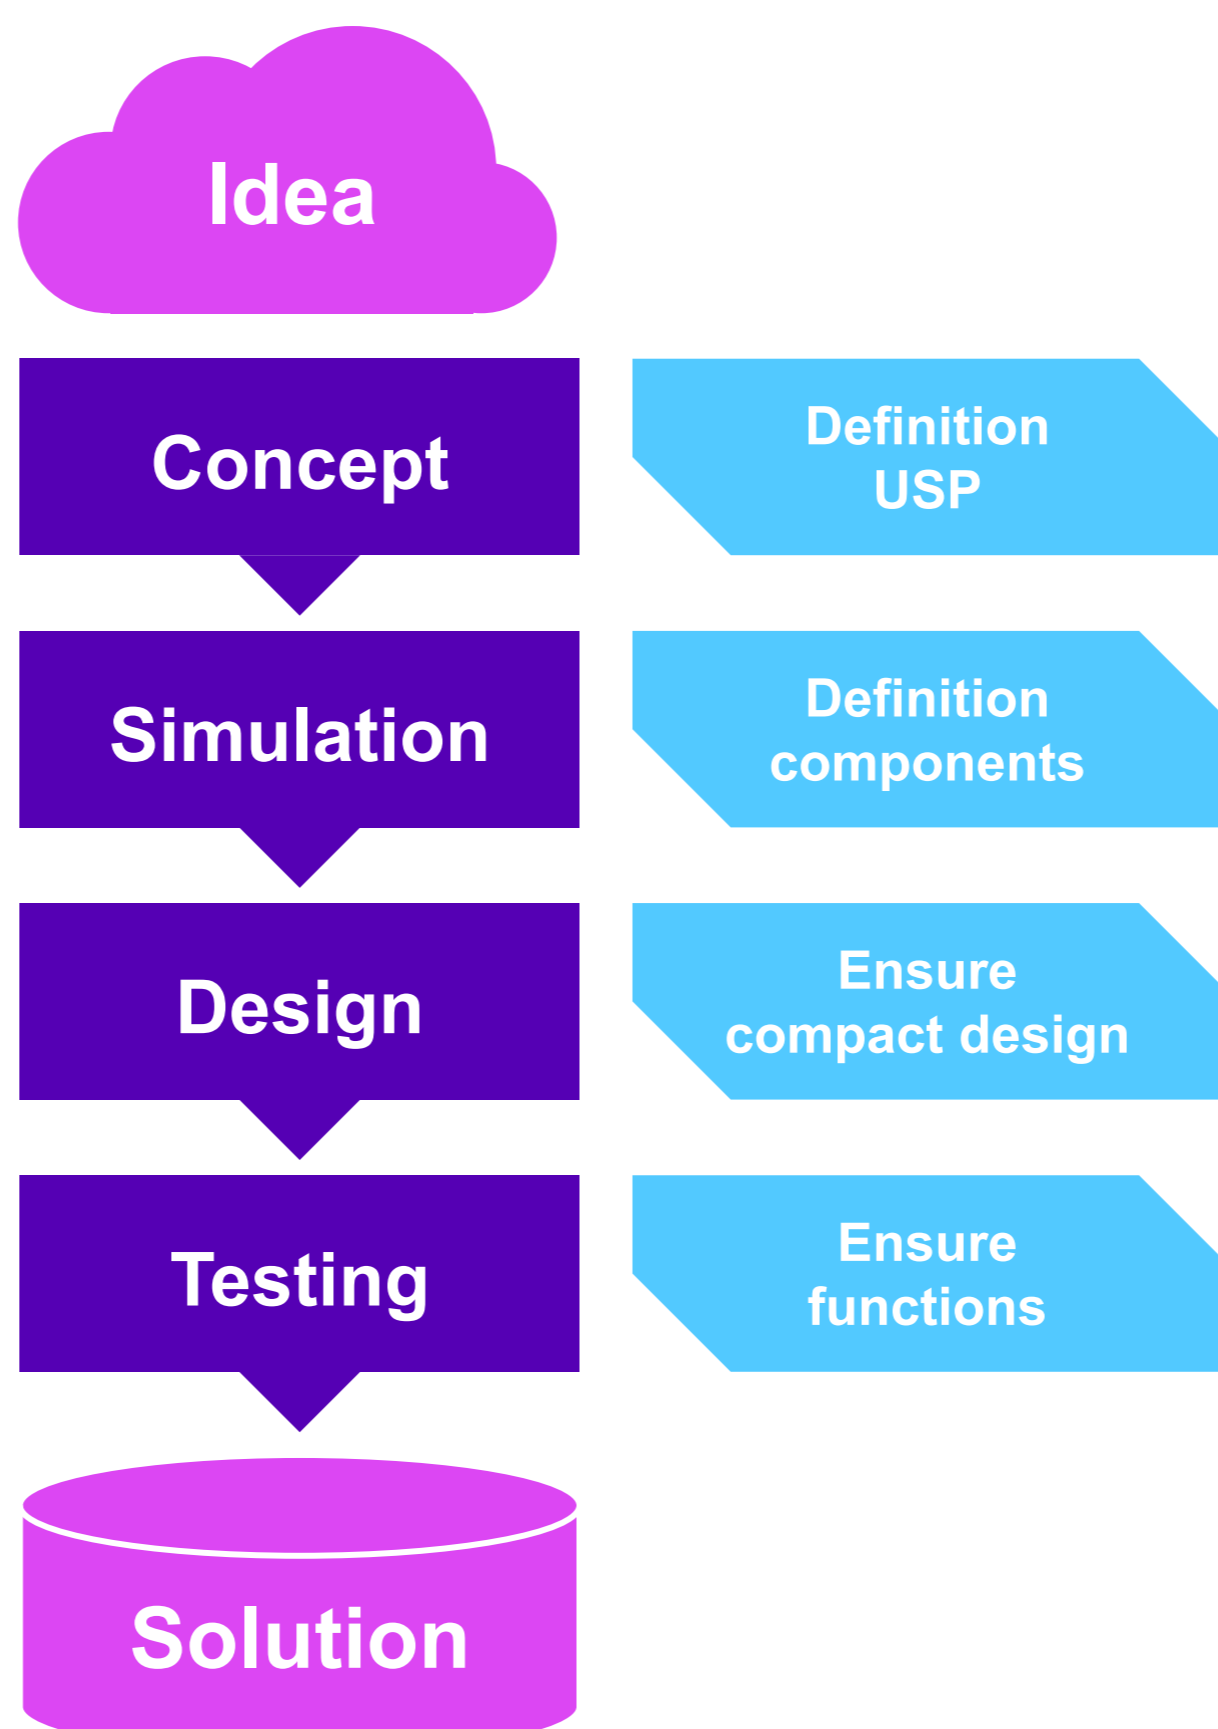 Idea
Concept
Definition
USP
Simulation
Definition
components
Design
Ensure
compact design
Testing
Ensure
functions
Solution